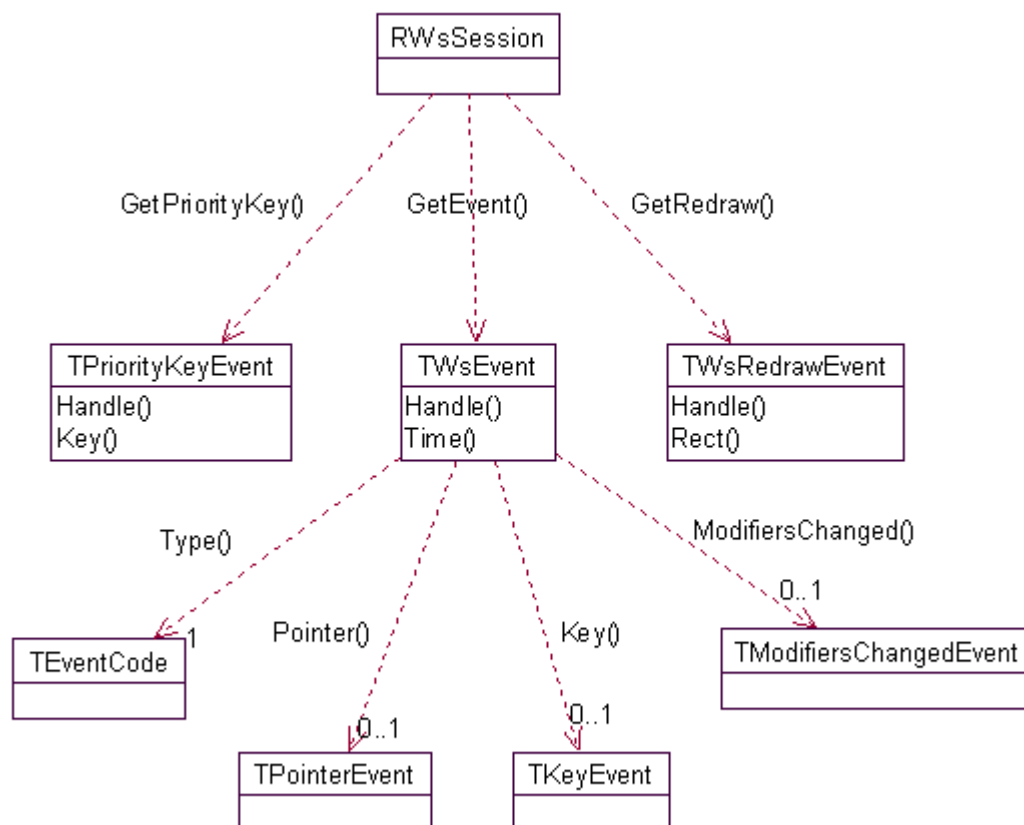 RWsSession
GetPriorityKey()
GetEvent()
GetRedraw()
TPriorityKeyEvent
Handle()
Key()
TWsEvent
Handle()
Time()
TWsRedrawEvent
Handle()
Rect()
Type()
ModifiersChanged()
Pointer()
Key()
0..1
1
TEventCode
TModifiersChangedEvent
0..1
0..1
TPointerEvent
TKeyEvent